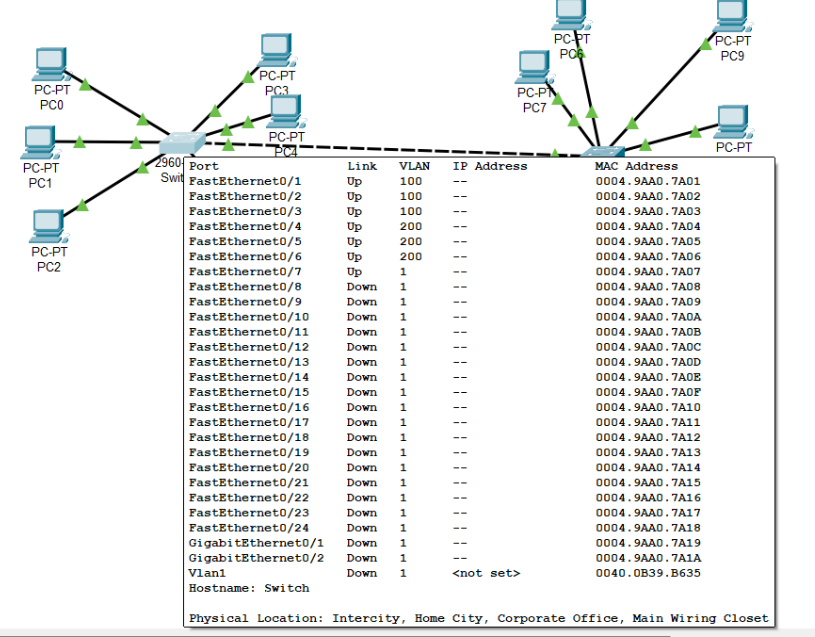 PC-PT
PC6
PC-PT
PC9
PC-PT
PC0
PC-PT
PC3
PC-PT
PC7
PC-PT
PC4
PC-PT
PC-PT
PC1
2960
Swit
PC-PT
PC2
Port Link VLAN IP Address MAC Address
FastEthernet0/1 Up 100 -- 0004.9AA0.7A01
FastEthernet0/2 Up 100 -- 0004.9AA0.7A02
FastEthernet0/3 Up 100 -- 0004.9AA0.7A03
FastEthernet0/4 Up 200 -- 0004.9AA0.7A04
FastEthernet0/5 Up 200 -- 0004.9AA0.7A05
FastEthernet0/6 Up 200 -- 0004.9AA0.7A06
FastEthernet0/7 Up 1 -- 0004.9AA0.7A07
FastEthernet0/8 Down 1 -- 0004.9AA0.7A08
FastEthernet0/9 Down 1 -- 0004.9AA0.7A09
FastEthernet0/10 Down 1 -- 0004.9AA0.7A0A
FastEthernet0/11 Down 1 -- 0004.9AA0.7A0B
FastEthernet0/12 Down 1 -- 0004.9AA0.7A0C
FastEthernet0/13 Down 1 -- 0004.9AA0.7A0D
FastEthernet0/14 Down 1 -- 0004.9AA0.7A0E
FastEthernet0/15 Down 1 -- 0004.9AA0.7A0F
FastEthernet0/16 Down 1 -- 0004.9AA0.7A10
FastEthernet0/17 Down 1 -- 0004.9AA0.7A11
FastEthernet0/18 Down 1 -- 0004.9AA0.7A12
FastEthernet0/19 Down 1 -- 0004.9AA0.7A13
FastEthernet0/20 Down 1 -- 0004.9AA0.7A14
FastEthernet0/21 Down 1 -- 0004.9AA0.7A15
FastEthernet0/22 Down 1 -- 0004.9AA0.7A16
FastEthernet0/23 Down 1 -- 0004.9AA0.7A17
FastEthernet0/24 Down 1 -- 0004.9AA0.7A18
GigabitEthernet0/1 Down 1 -- 0004.9AA0.7A19
GigabitEthernet0/2 Down 1 -- 0004.9AA0.7A1A
Vlan1 Down 1 <not set> 0040.0B39.B635
Hostname: Switch
Physical Location: Intercity, Home City, Corporate Office, Main Wiring Closet